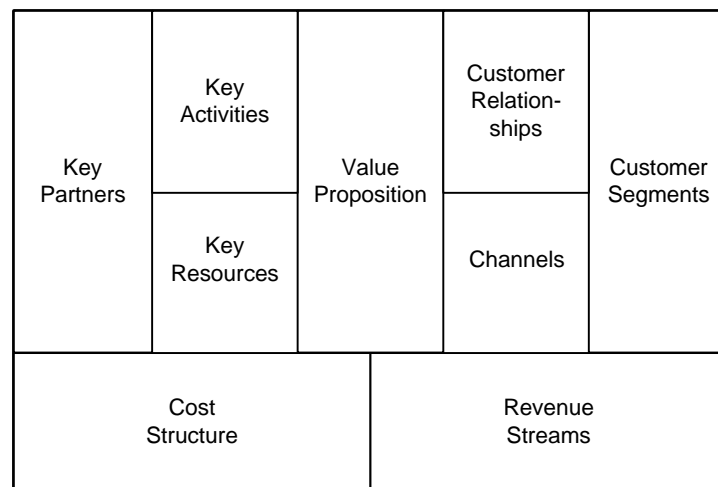 Key
Partners
Key
Activities
Key
Resources
Value
Proposition
Customer
Relation-
ships
Channels
Customer
Segments
Cost
Structure
Revenue
Streams